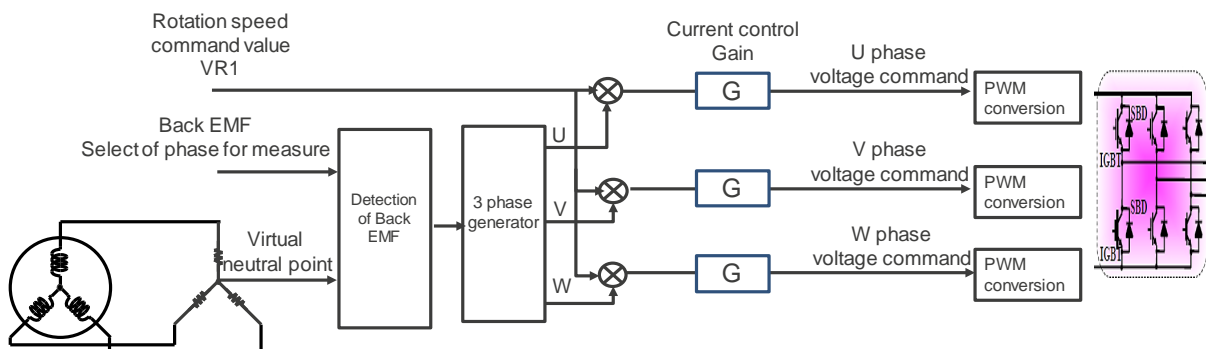 Rotation speed
command value
VR1
Back EMF
Select of phase for measure
Virtual
neutral point
Detection
of Back
EMF
3 phase
generator
U
V
W
Current control
Gain
G
G
G
U phase
voltage command
V phase
voltage command
W phase
voltage command
PWM
conversion
PWM
conversion
PWM
conversion
SBD
IGBT
SBD
IGBT